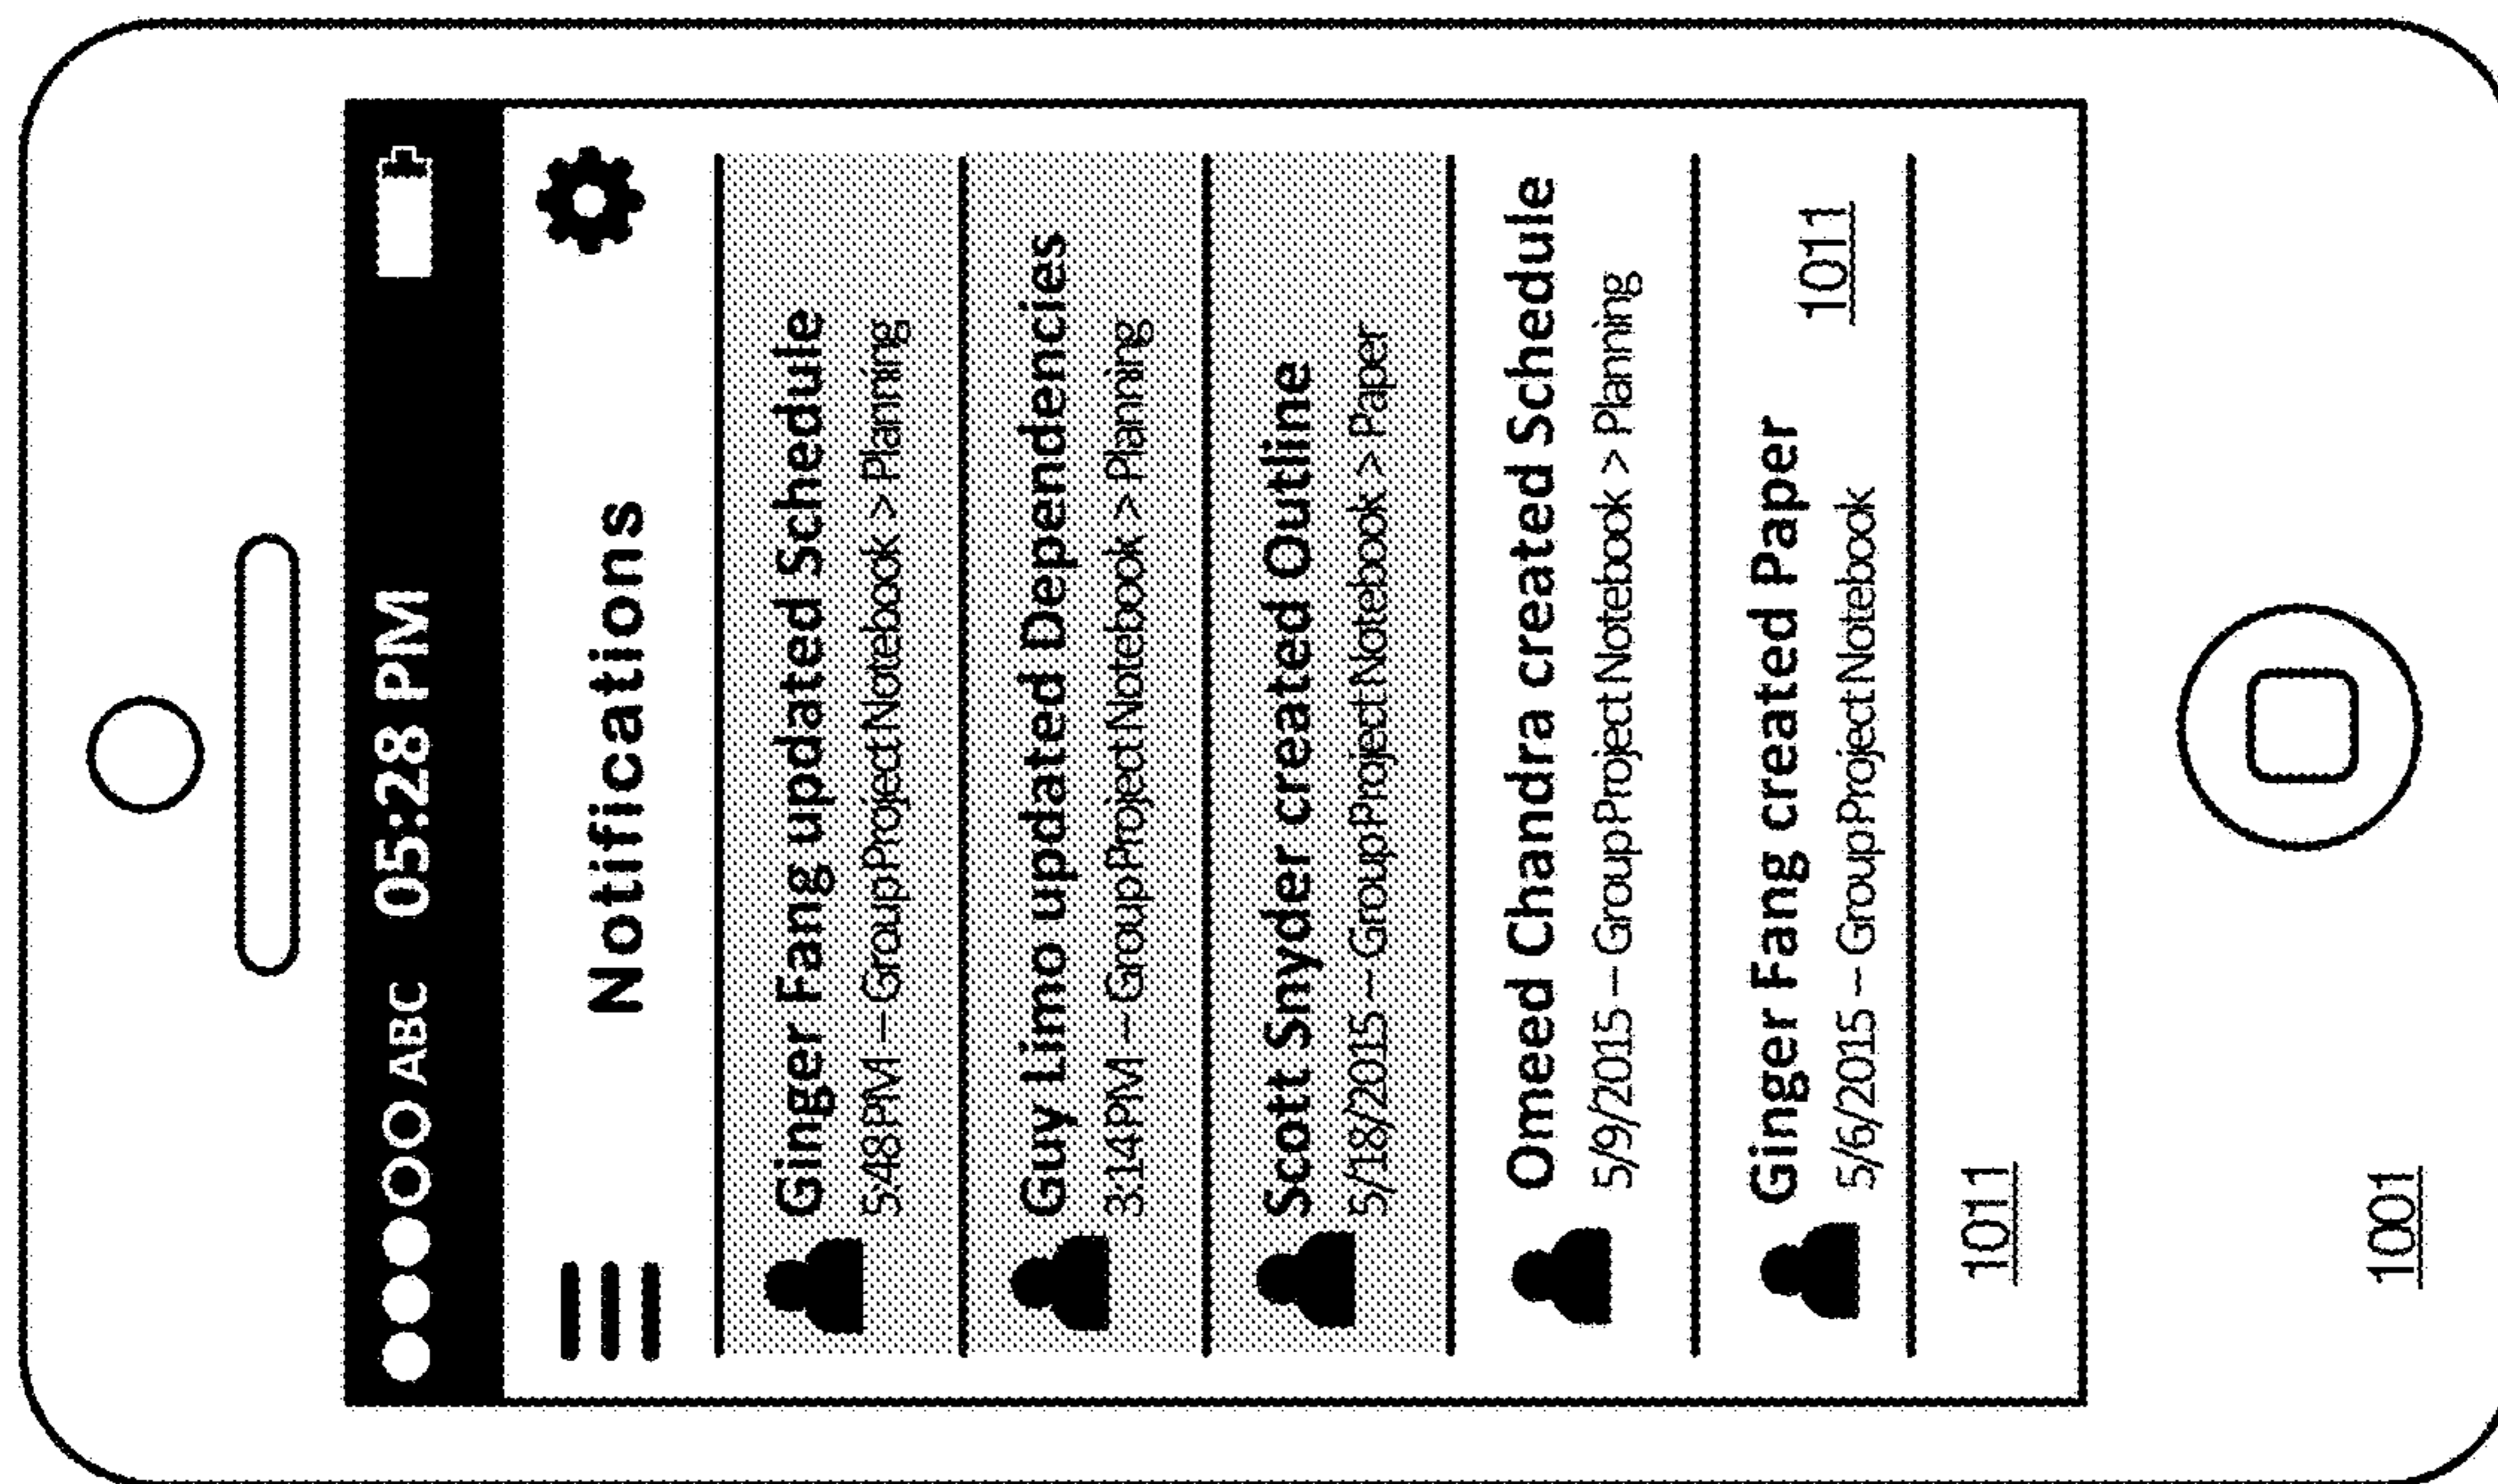 ABC 05:28 PM
Notifications
Ginger Fang updated Schedule
5:48PM – GroupProjectNotebook > Planning
Guy Limo updated Dependencies
3:14PM – GroupProjectNotebook > Planning
Scott Snyder created Outline
5/18/2015 – GroupProjectNotebook > Paper
Omeed Chandra created Schedule
5/9/2015 – GroupProjectNotebook > Planning
Ginger Fang created Paper
5/6/2015 – GroupProjectNotebook
1011
1011
1001